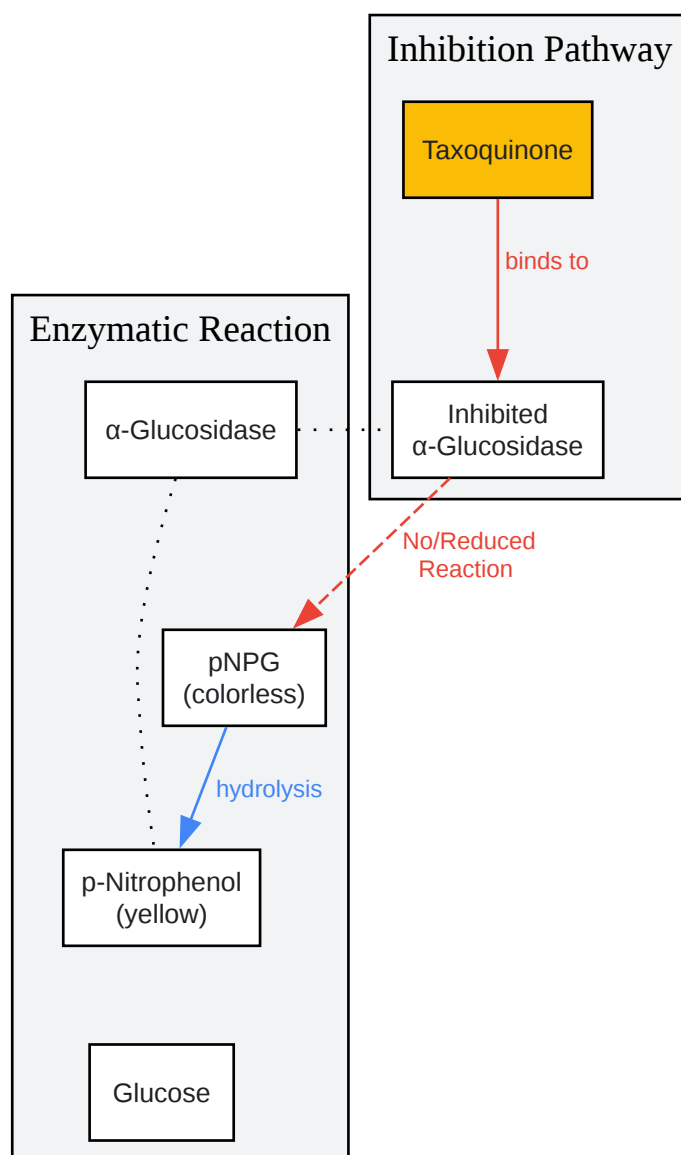 Inhibition Pathway
Taxoquinone
binds to
Enzymatic Reaction
α-Glucosidase
Inhibited
α-Glucosidase
No/Reduced
Reaction
pNPG
(colorless)
hydrolysis
p-Nitrophenol
(yellow)
Glucose